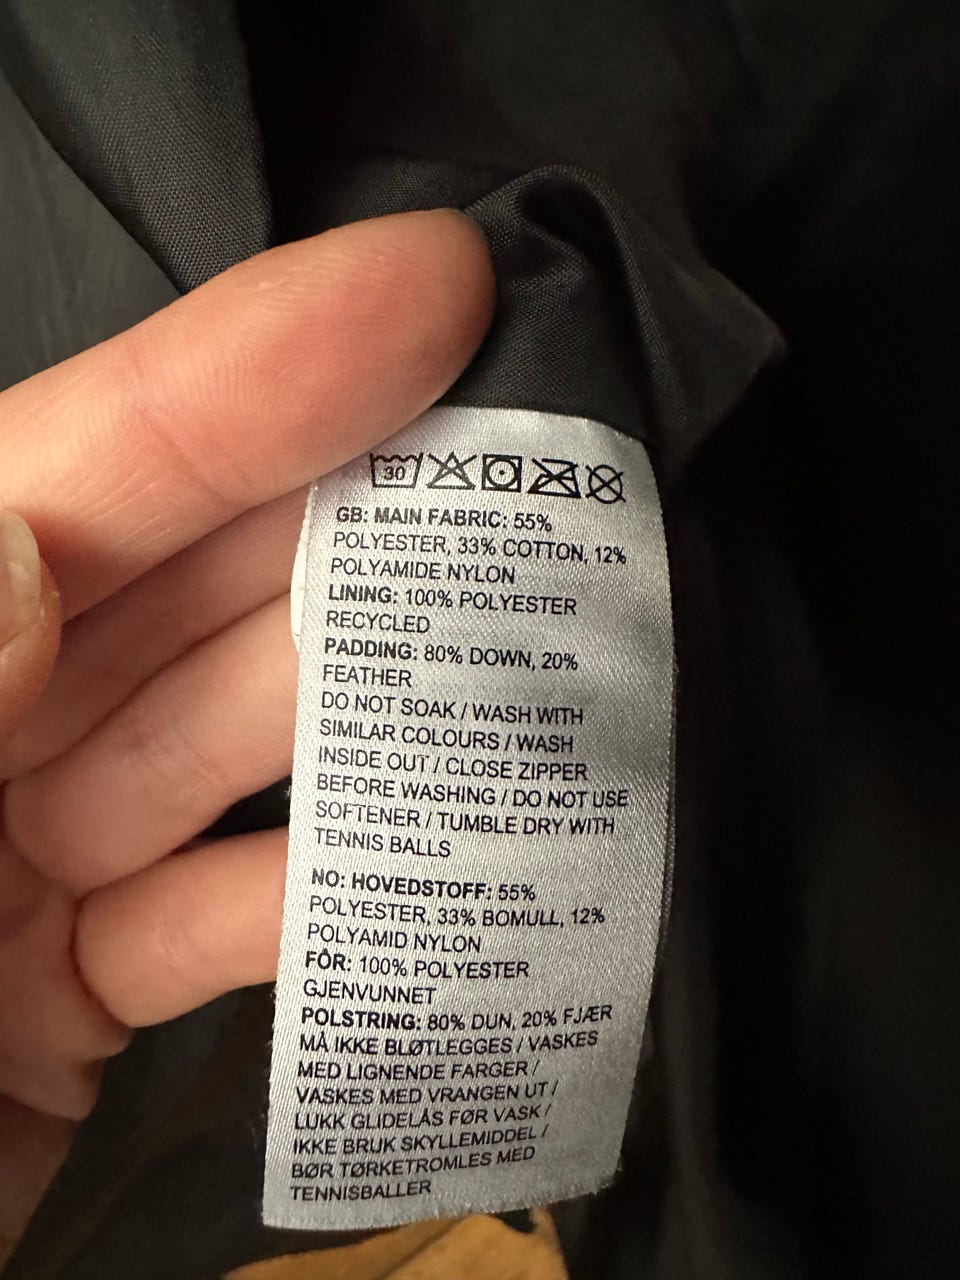 30
GB: MAIN FABRIC: 55%
POLYESTER, 33% COTTON, 12%
POLYAMIDE NYLON
LINING: 100% POLYESTER
RECYCLED
PADDING: 80% DOWN, 20%
FEATHER
DO NOT SOAK / WASH WITH
SIMILAR COLOURS / WASH
INSIDE OUT / CLOSE ZIPPER
BEFORE WASHING / DO NOT USE
SOFTENER / TUMBLE DRY WITH
TENNIS BALLS
NO: HOVEDSTOFF: 55%
POLYESTER, 33% BOMULL, 12%
POLYAMID NYLON
FÔR: 100% POLYESTER
GJENVUNNET
POLSTRING: 80% DUN, 20% FJÆR
MÅ IKKE BLØTLEGGES / VASKES
MED LIGNENDE FARGER /
VASKES MED VRANGEN UT /
LUKK GLIDELÅS FØR VASK /
IKKE BRUK SKYLLEMIDDEL /
BØR TØRKETROMLES MED
TENNISBALLER